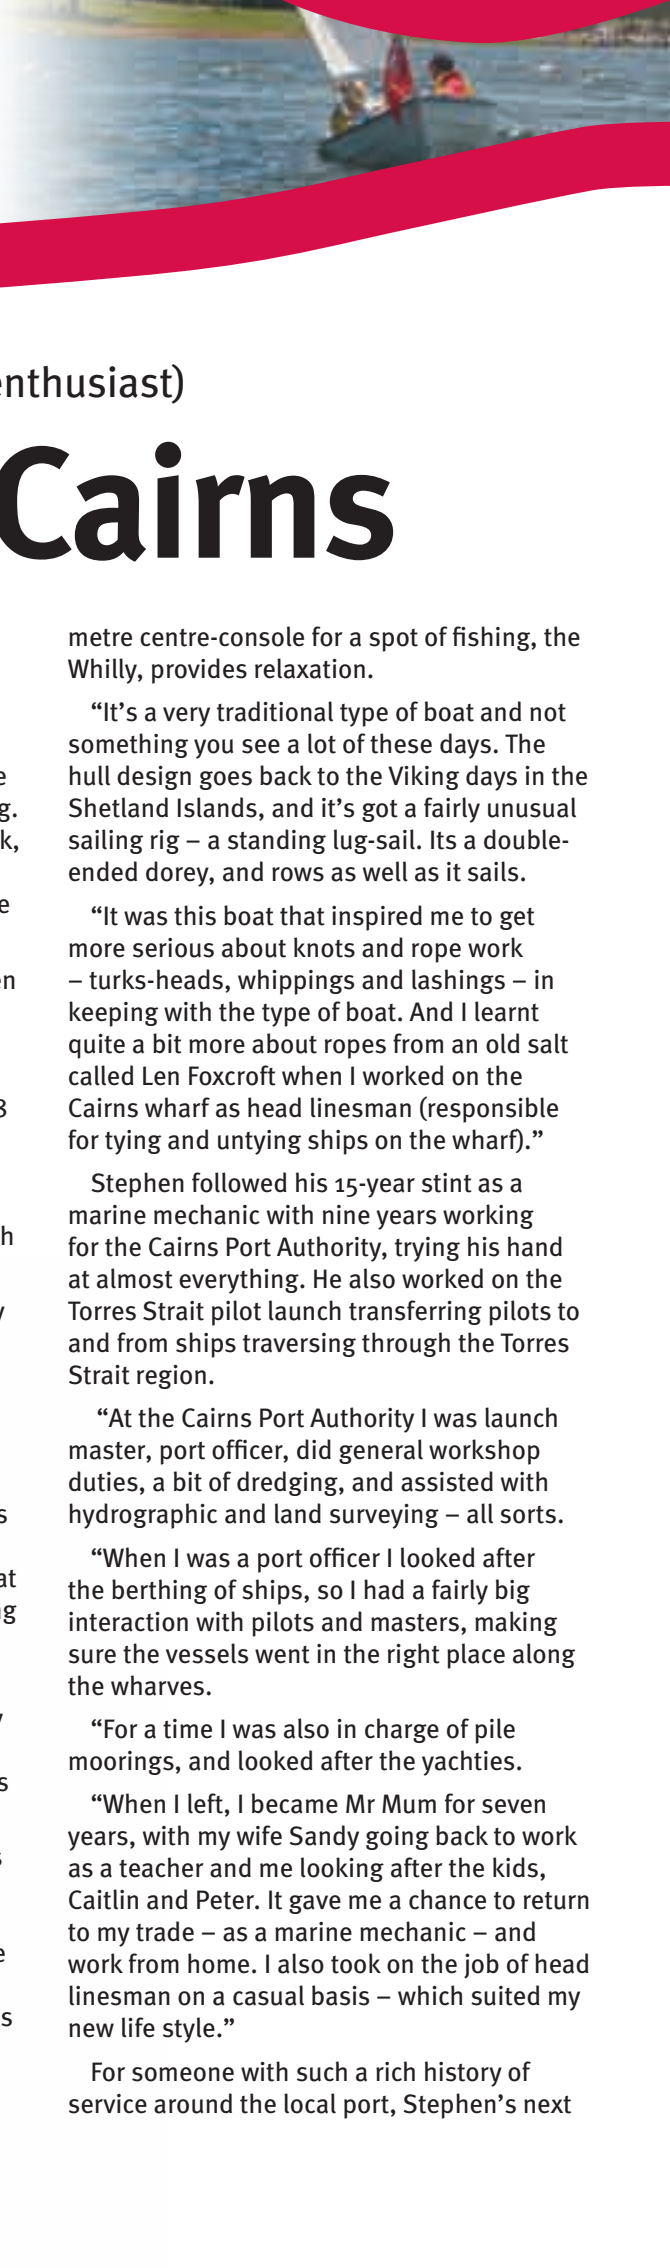 enthusiast)
Cairns
metre centre-console for a spot of fishing, the
Whilly, provides relaxation.
“It’s a very traditional type of boat and not
something you see a lot of these days. The
hull design goes back to the Viking days in the
Shetland Islands, and it’s got a fairly unusual
sailing rig – a standing lug-sail. Its a double-
ended dorey, and rows as well as it sails.
“It was this boat that inspired me to get
more serious about knots and rope work
– turks-heads, whippings and lashings – in
keeping with the type of boat. And I learnt
quite a bit more about ropes from an old salt
called Len Foxcroft when I worked on the
Cairns wharf as head linesman (responsible
for tying and untying ships on the wharf).”
Stephen followed his 15-year stint as a
marine mechanic with nine years working
for the Cairns Port Authority, trying his hand
at almost everything. He also worked on the
Torres Strait pilot launch transferring pilots to
and from ships traversing through the Torres
Strait region.
“At the Cairns Port Authority I was launch
master, port officer, did general workshop
duties, a bit of dredging, and assisted with
hydrographic and land surveying – all sorts.
“When I was a port officer I looked after
the berthing of ships, so I had a fairly big
interaction with pilots and masters, making
sure the vessels went in the right place along
the wharves.
“For a time I was also in charge of pile
moorings, and looked after the yachties.
“When I left, I became Mr Mum for seven
years, with my wife Sandy going back to work
as a teacher and me looking after the kids,
Caitlin and Peter. It gave me a chance to return
to my trade – as a marine mechanic – and
work from home. I also took on the job of head
linesman on a casual basis – which suited my
new life style.”
For someone with such a rich history of
service around the local port, Stephen’s next